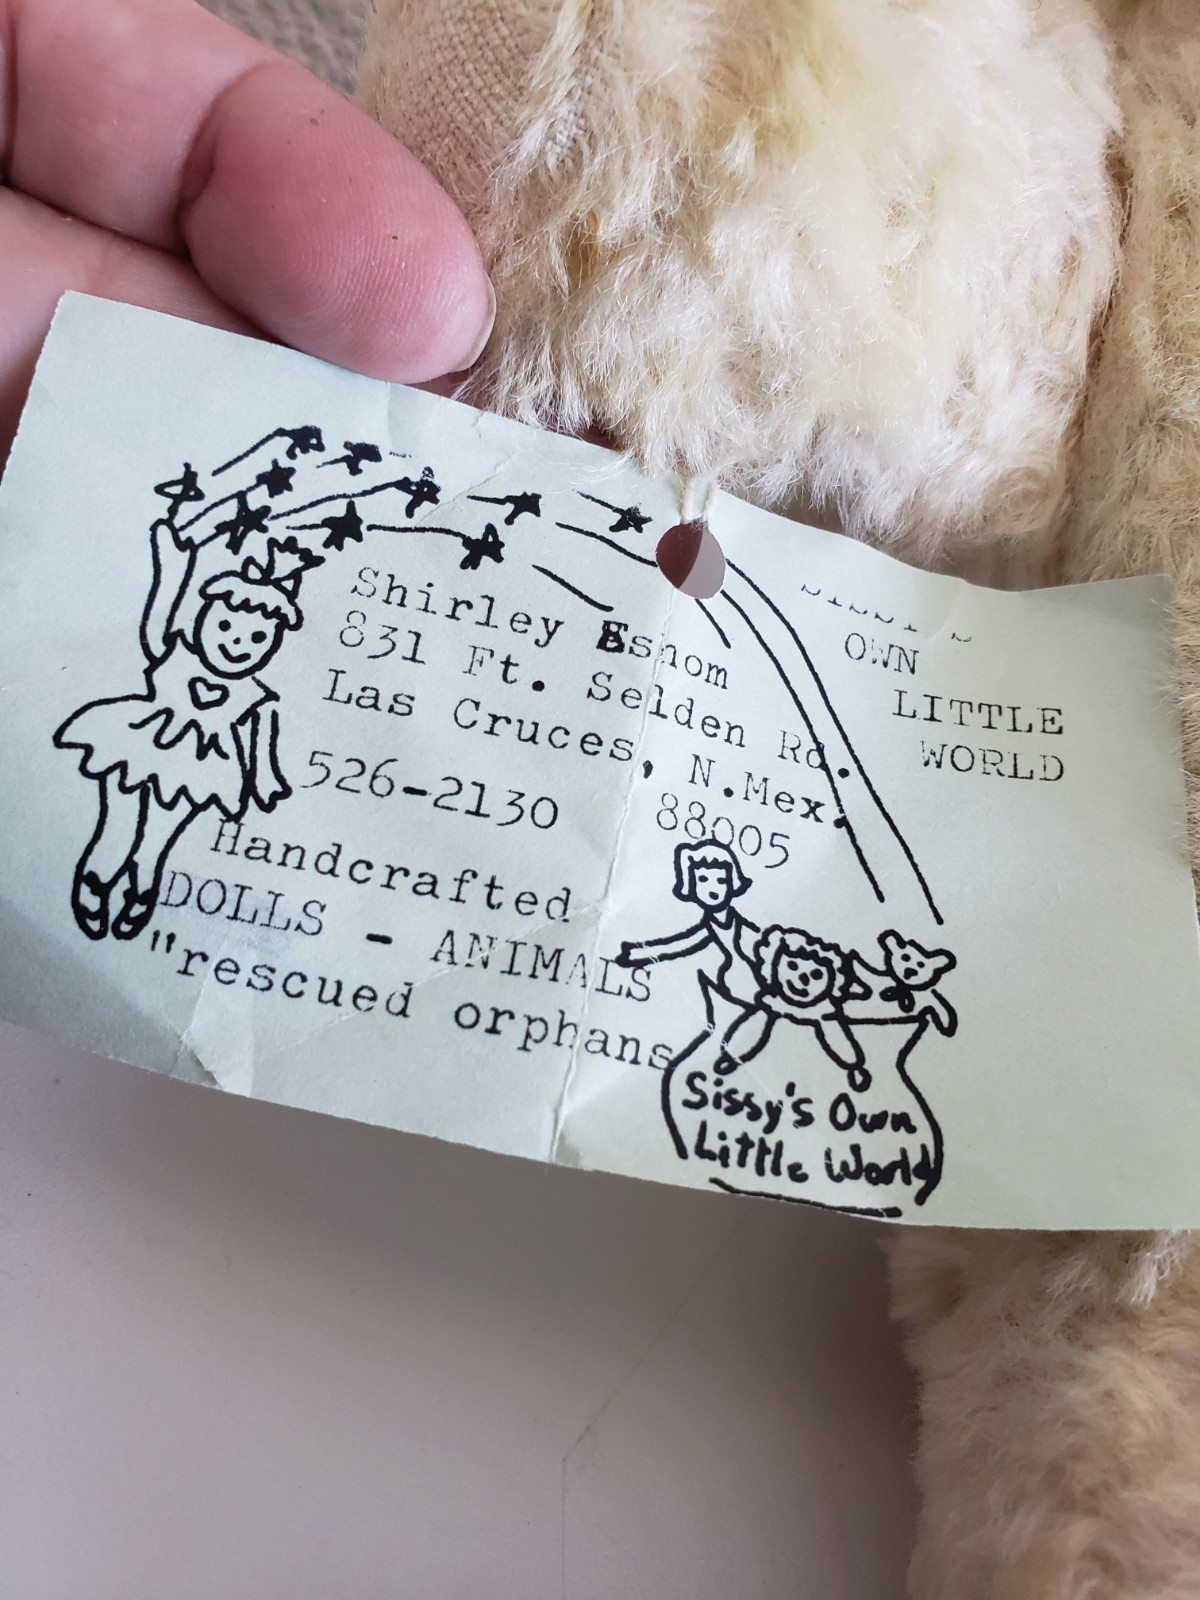 SISSY'S
OWN
LITTLE
WORLD
Shirley Eshom
831 Ft. Selden Rd.
Las Cruces, N.Mex.
88005
526-2130
Handcrafted
DOLLS - ANIMALS
"rescued orphans
Sissy's Own
Little World